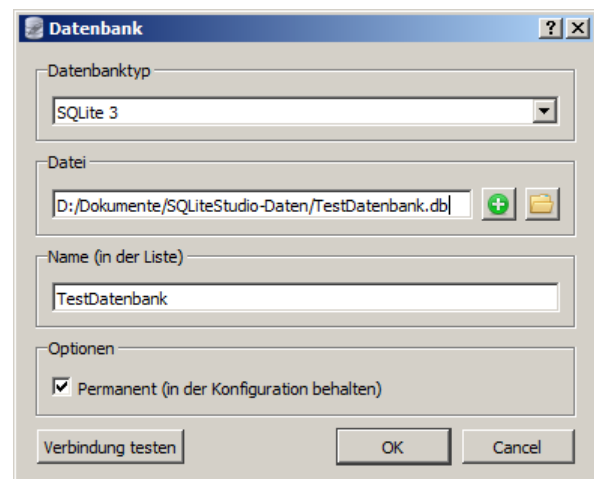 Datenbank
Datenbanktyp
SQLite 3
Datei
D:/Dokumente/SQLiteStudio-Daten/TestDatenbank.db
Name (in der Liste)
TestDatenbank
Optionen
Permanent (in der Konfiguration behalten)
Verbindung testen OK Cancel